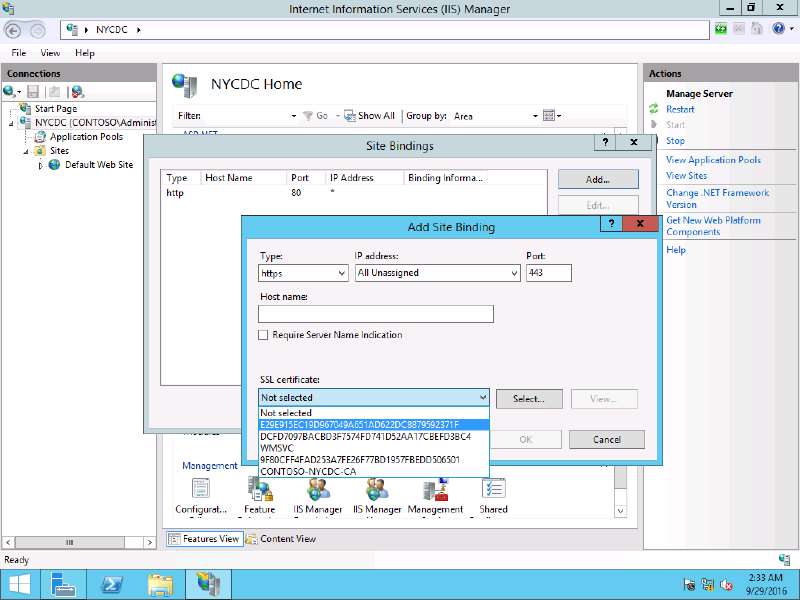 Internet Information Services (IIS) Manager
NYCDC
File View Help
Connections
Start Page
NYCDC (CONTOSO\Adminis
Application Pools
Sites
Default Web Site
NYCDC Home
Filter: Go Show All Group by: Area
ASP.NET
Actions
Manage Server
Restart
Start
Stop
View Application Pools
View Sites
Change .NET Framework
Version
Get New Web Platform
Components
Help
Site Bindings
Type Host Name Port IP Address Binding Informa...
http 80 *
Add...
Edit...
Add Site Binding
Type: IP address: Port:
https All Unassigned 443
Host name:
Require Server Name Indication
SSL certificate:
Not selected
Select... View...
Not selected
E29E915EC19D967049A651AD622DC8879592371F
DCFD7097BACBD3F7574FD741D52AA17CBEFD3BC4
WMSVC
9F80CFF4FAD253A7FE26F77BD1957FBEDD506501
CONTOSO-NYCDC-CA
OK Cancel
Management
Configurat... Feature IIS Manager IIS Manager Management Shared
Features View Content View
Ready
2:33 AM
9/29/2016